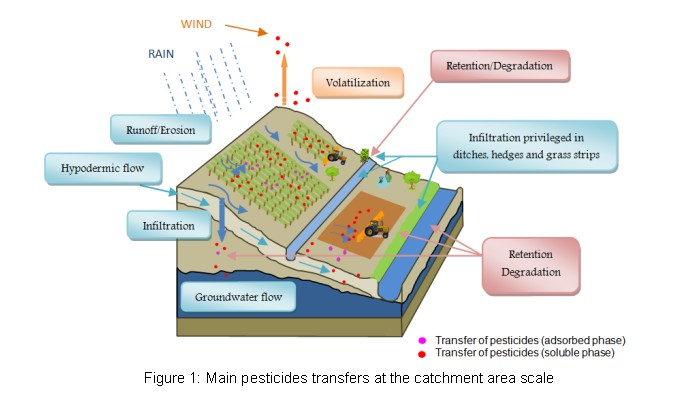 WIND
RAIN
Volatilization
Retention/Degradation
Runoff/Erosion
Infiltration privileged in
ditches, hedges and grass strips
Hypodermic flow
Infiltration
Retention
Degradation
Groundwater flow
Transfer of pesticides (adsorbed phase)
Transfer of pesticides (soluble phase)
Figure 1: Main pesticides transfers at the catchment area scale